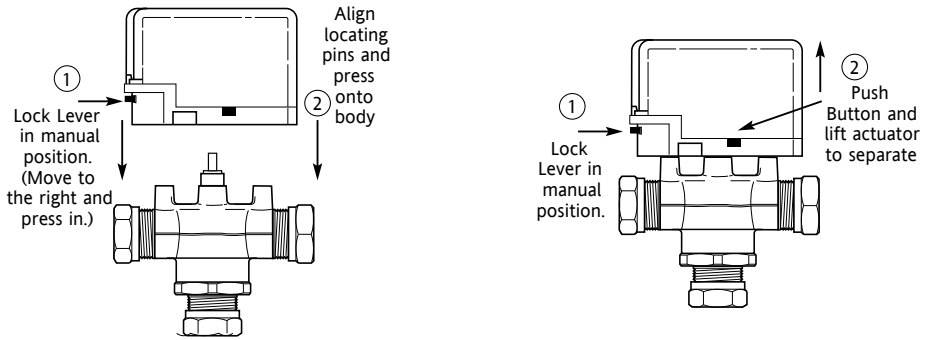 1
Lock Lever
in manual
position.
(Move to
the right and
press in.)
2
Align
locating
pins and
press
onto
body
1
Lock
Lever in
manual
position.
2
Push
Button and
lift actuator
to separate